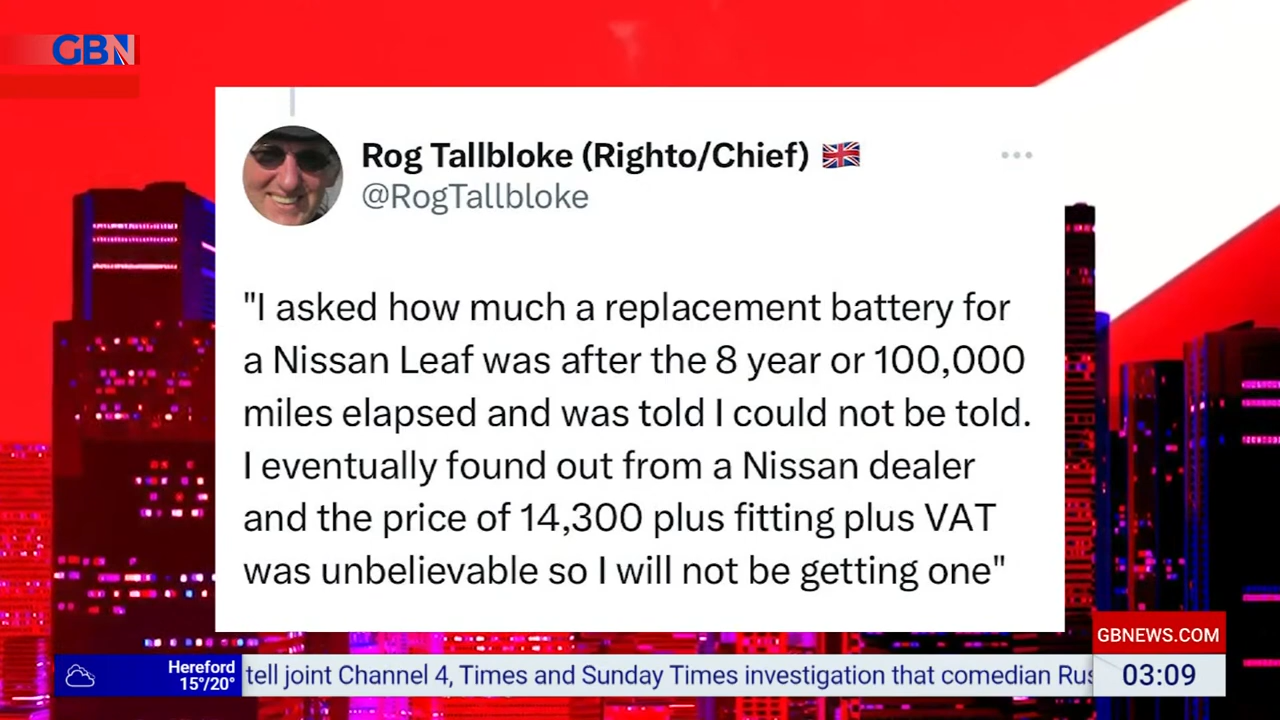 GBN
Rog Tallbloke (Righto/Chief)
@RogTallbloke
"I asked how much a replacement battery for
a Nissan Leaf was after the 8 year or 100,000
miles elapsed and was told I could not be told.
I eventually found out from a Nissan dealer
and the price of 14,300 plus fitting plus VAT
was unbelievable so I will not be getting one"
GBNEWS.COM
Hereford
15°/20°
tell joint Channel 4, Times and Sunday Times investigation that comedian Rus
03:09